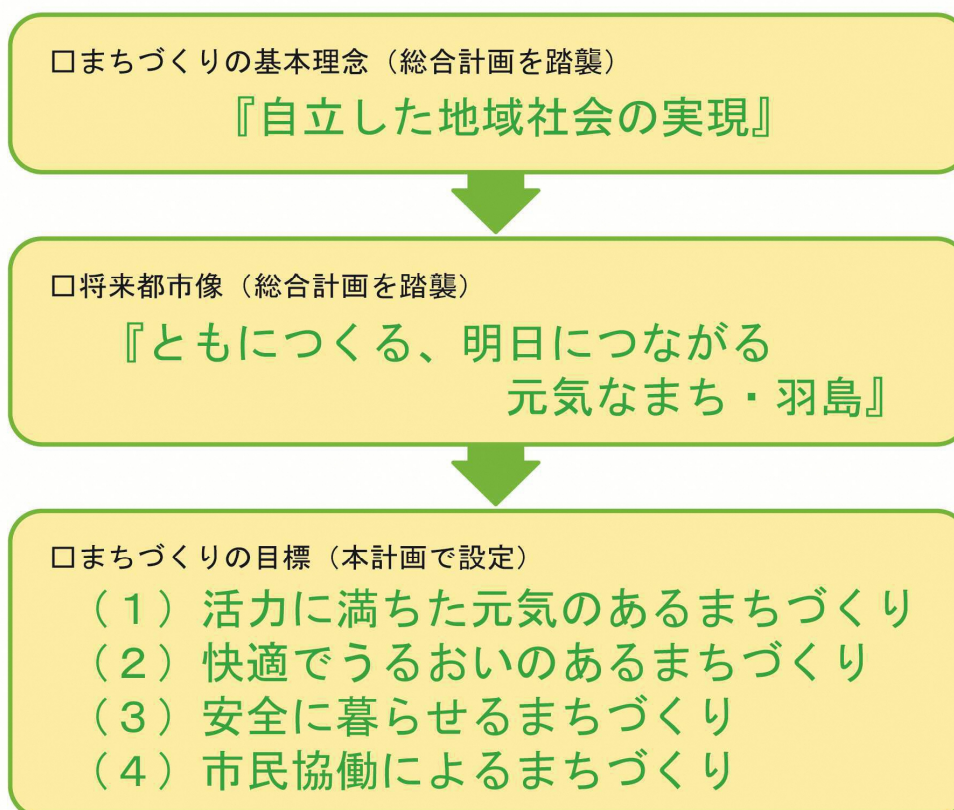 □まちづくりの基本理念（総合計画を踏襲）
『自立した地域社会の実現』
□将来都市像（総合計画を踏襲）
『ともにつくる、明日につながる
元気なまち・羽島』
□まちづくりの目標（本計画で設定）
（１）活力に満ちた元気のあるまちづくり
（２）快適でうるおいのあるまちづくり
（３）安全に暮らせるまちづくり
（４）市民協働によるまちづくり